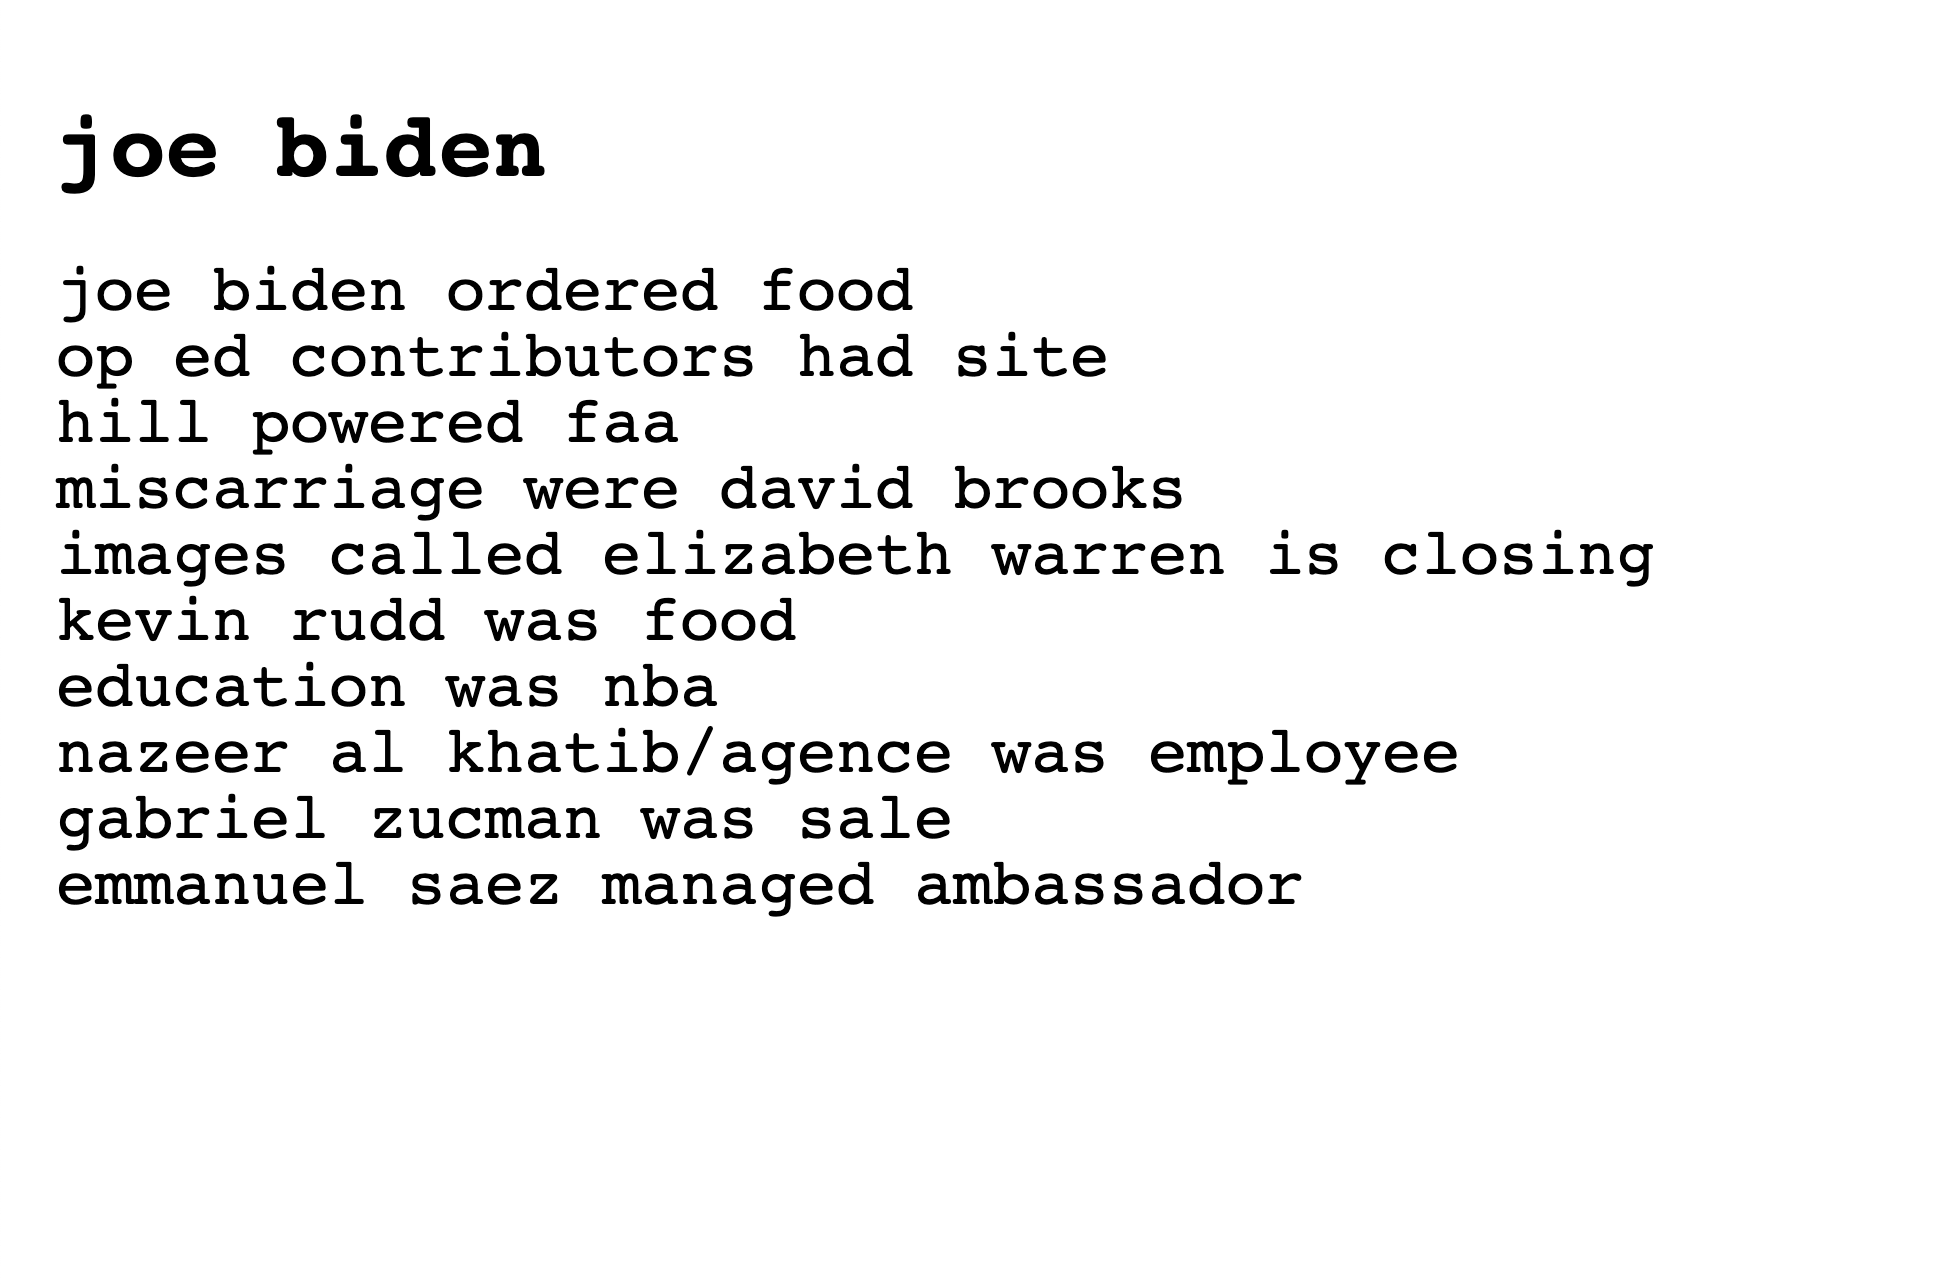 joe biden
joe biden ordered food
op ed contributors had site
hill powered faa
miscarriage were david brooks
images called elizabeth warren is closing
kevin rudd was food
education was nba
nazeer al khatib/agence was employee
gabriel zucman was sale
emmanuel saez managed ambassador